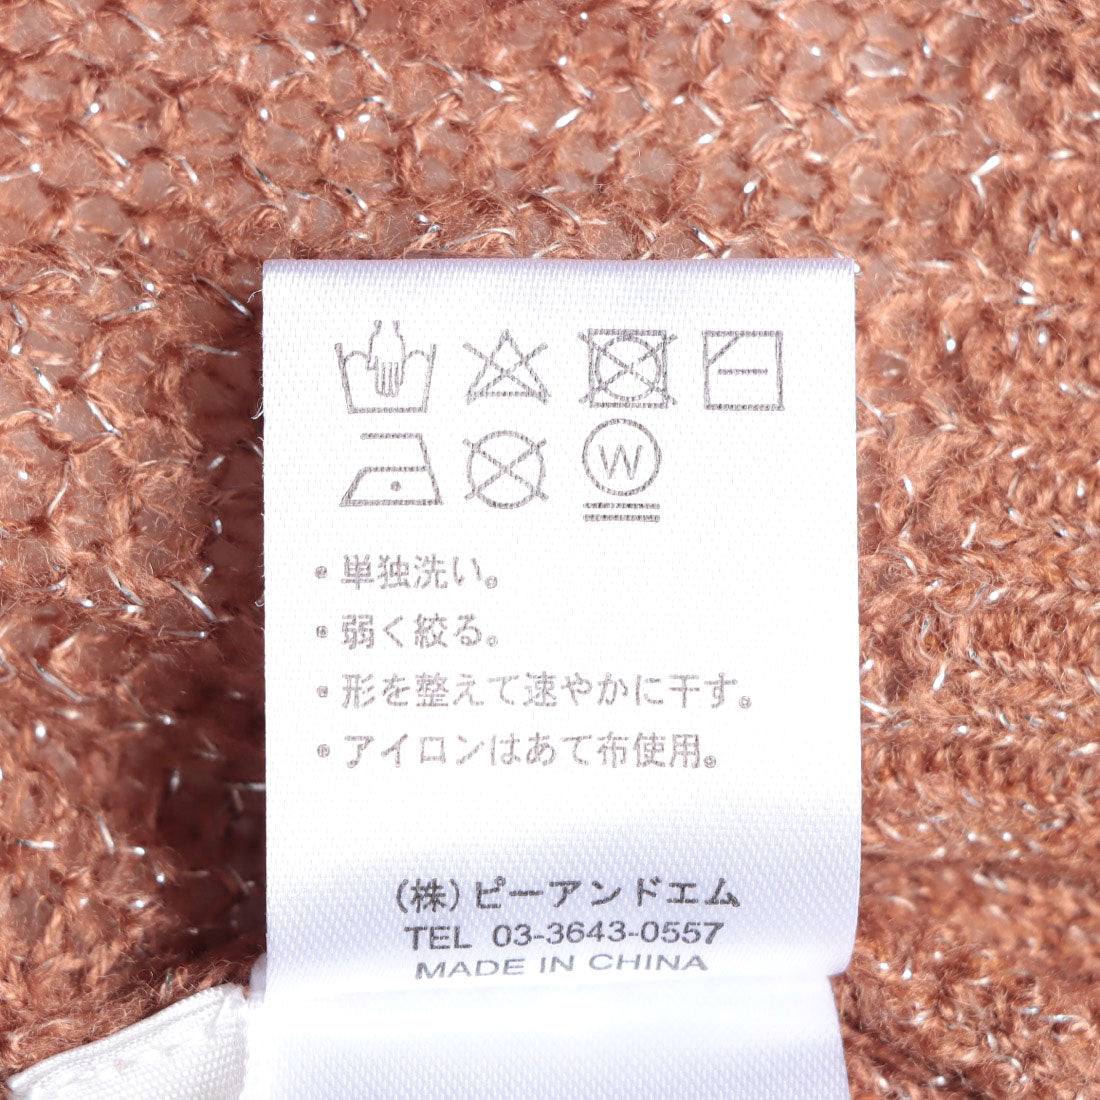 W
・単独洗い。
・弱く絞る。
・形を整えて速やかに干す。
・アイロンはあて布使用。
(株)ピーアンドエム
TEL 03-3643-0557
MADE IN CHINA